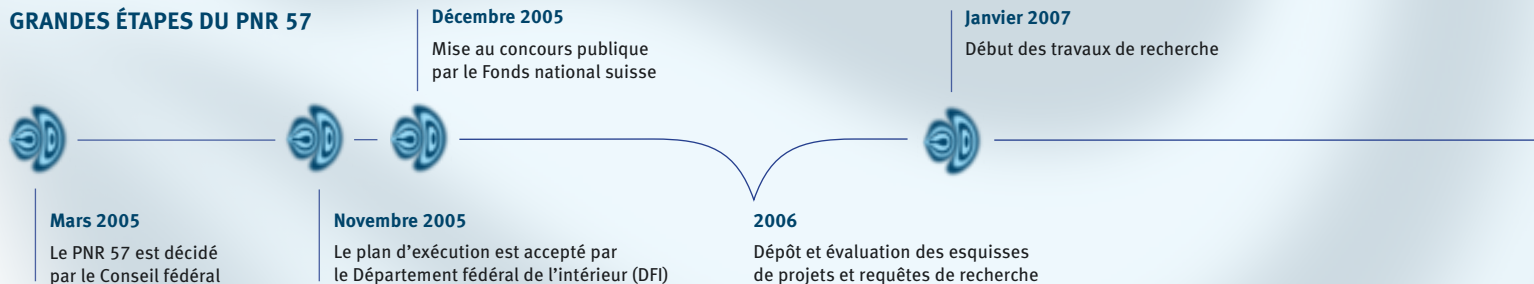 GRANDES ÉTAPES DU PNR 57
Décembre 2005
Mise au concours publique
par le Fonds national suisse
Janvier 2007
Début des travaux de recherche
Mars 2005
Le PNR 57 est décidé
par le Conseil fédéral
Novembre 2005
Le plan d’exécution est accepté par
le Département fédéral de l’intérieur (DFI)
2006
Dépôt et évaluation des esquisses
de projets et requêtes de recherche